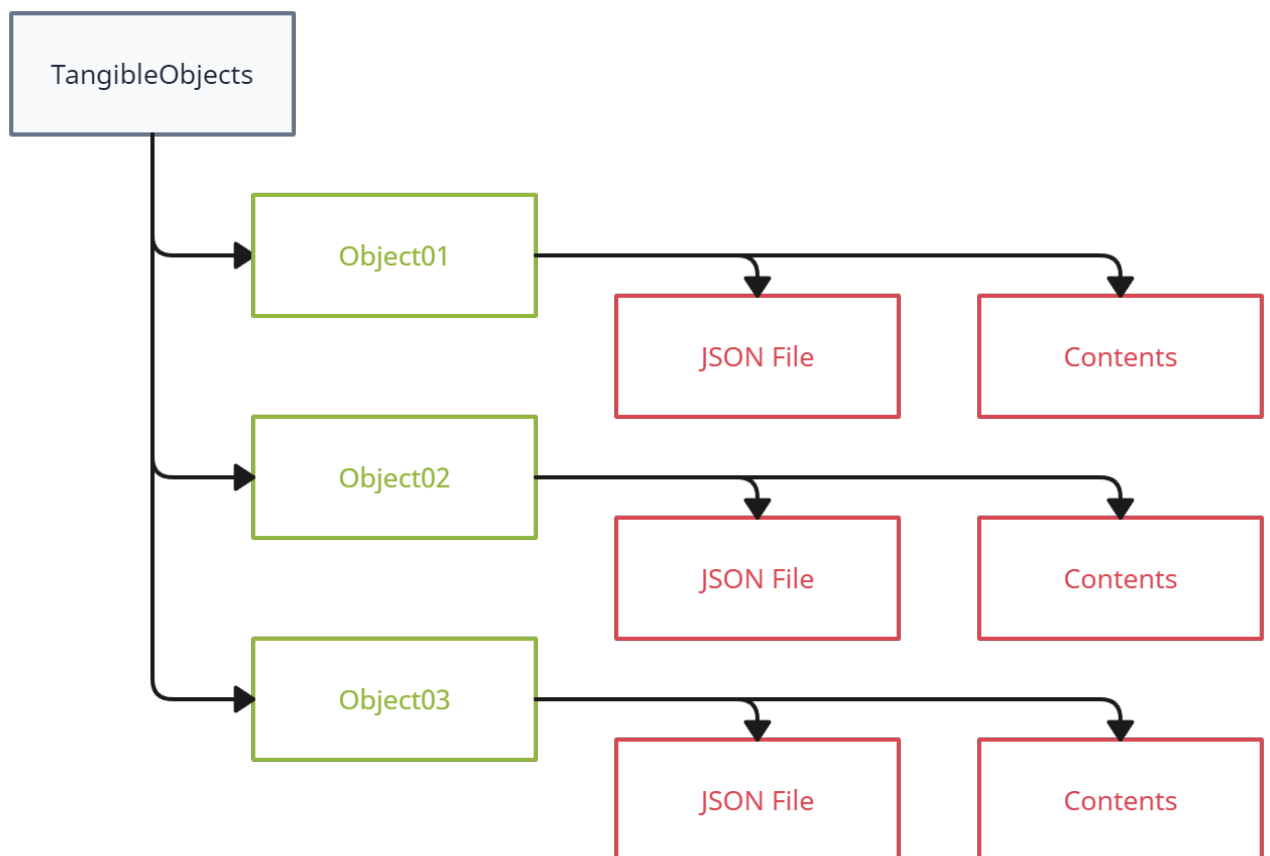 TangibleObjects
Object01
JSON File
Contents
Object02
JSON File
Contents
Object03
JSON File
Contents